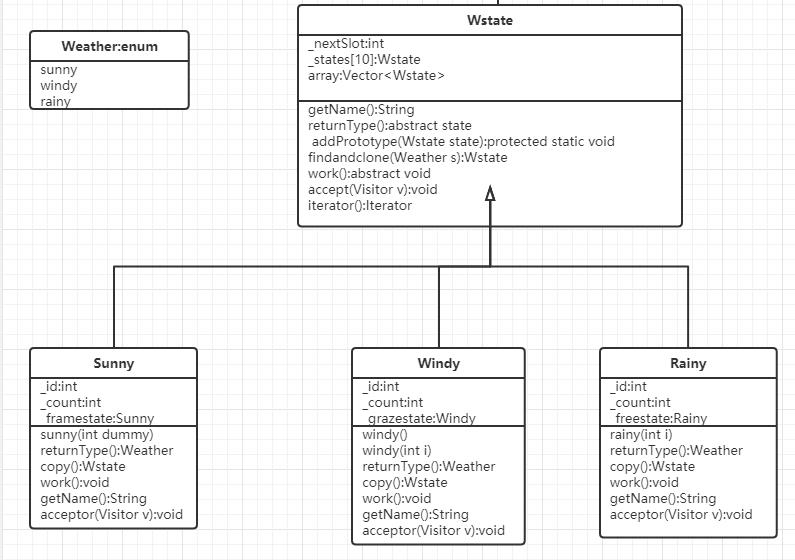 Weather:enum
sunny
windy
rainy
Wstate
_nextSlot:int
_states[10]:Wstate
array:Vector<Wstate>
getName():String
returnType():abstract state
addPrototype(Wstate state):protected static void
findandclone(Weather s):Wstate
work():abstract void
accept(Visitor v):void
iterator():Iterator
Sunny
_id:int
_count:int
_framestate:Sunny
sunny(int dummy)
returnType():Weather
copy():Wstate
work():void
getName():String
acceptor(Visitor v):void
Windy
_id:int
_count:int
_grazestate:Windy
windy()
windy(int i)
returnType():Weather
copy():Wstate
work():void
getName():String
acceptor(Visitor v):void
Rainy
_id:int
_count:int
_freestate:Rainy
rainy(int i)
returnType():Weather
copy():Wstate
work():void
getName():String
acceptor(Visitor v):void